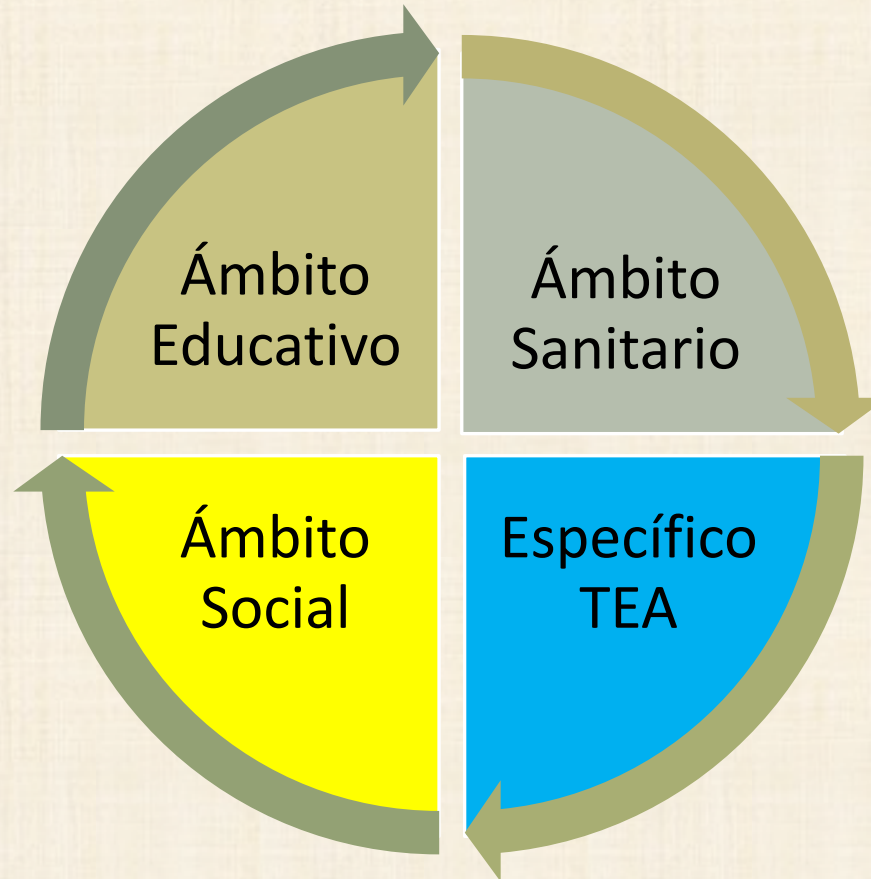 Ámbito
Educativo
Ámbito
Sanitario
Ámbito
Social
Específico
TEA